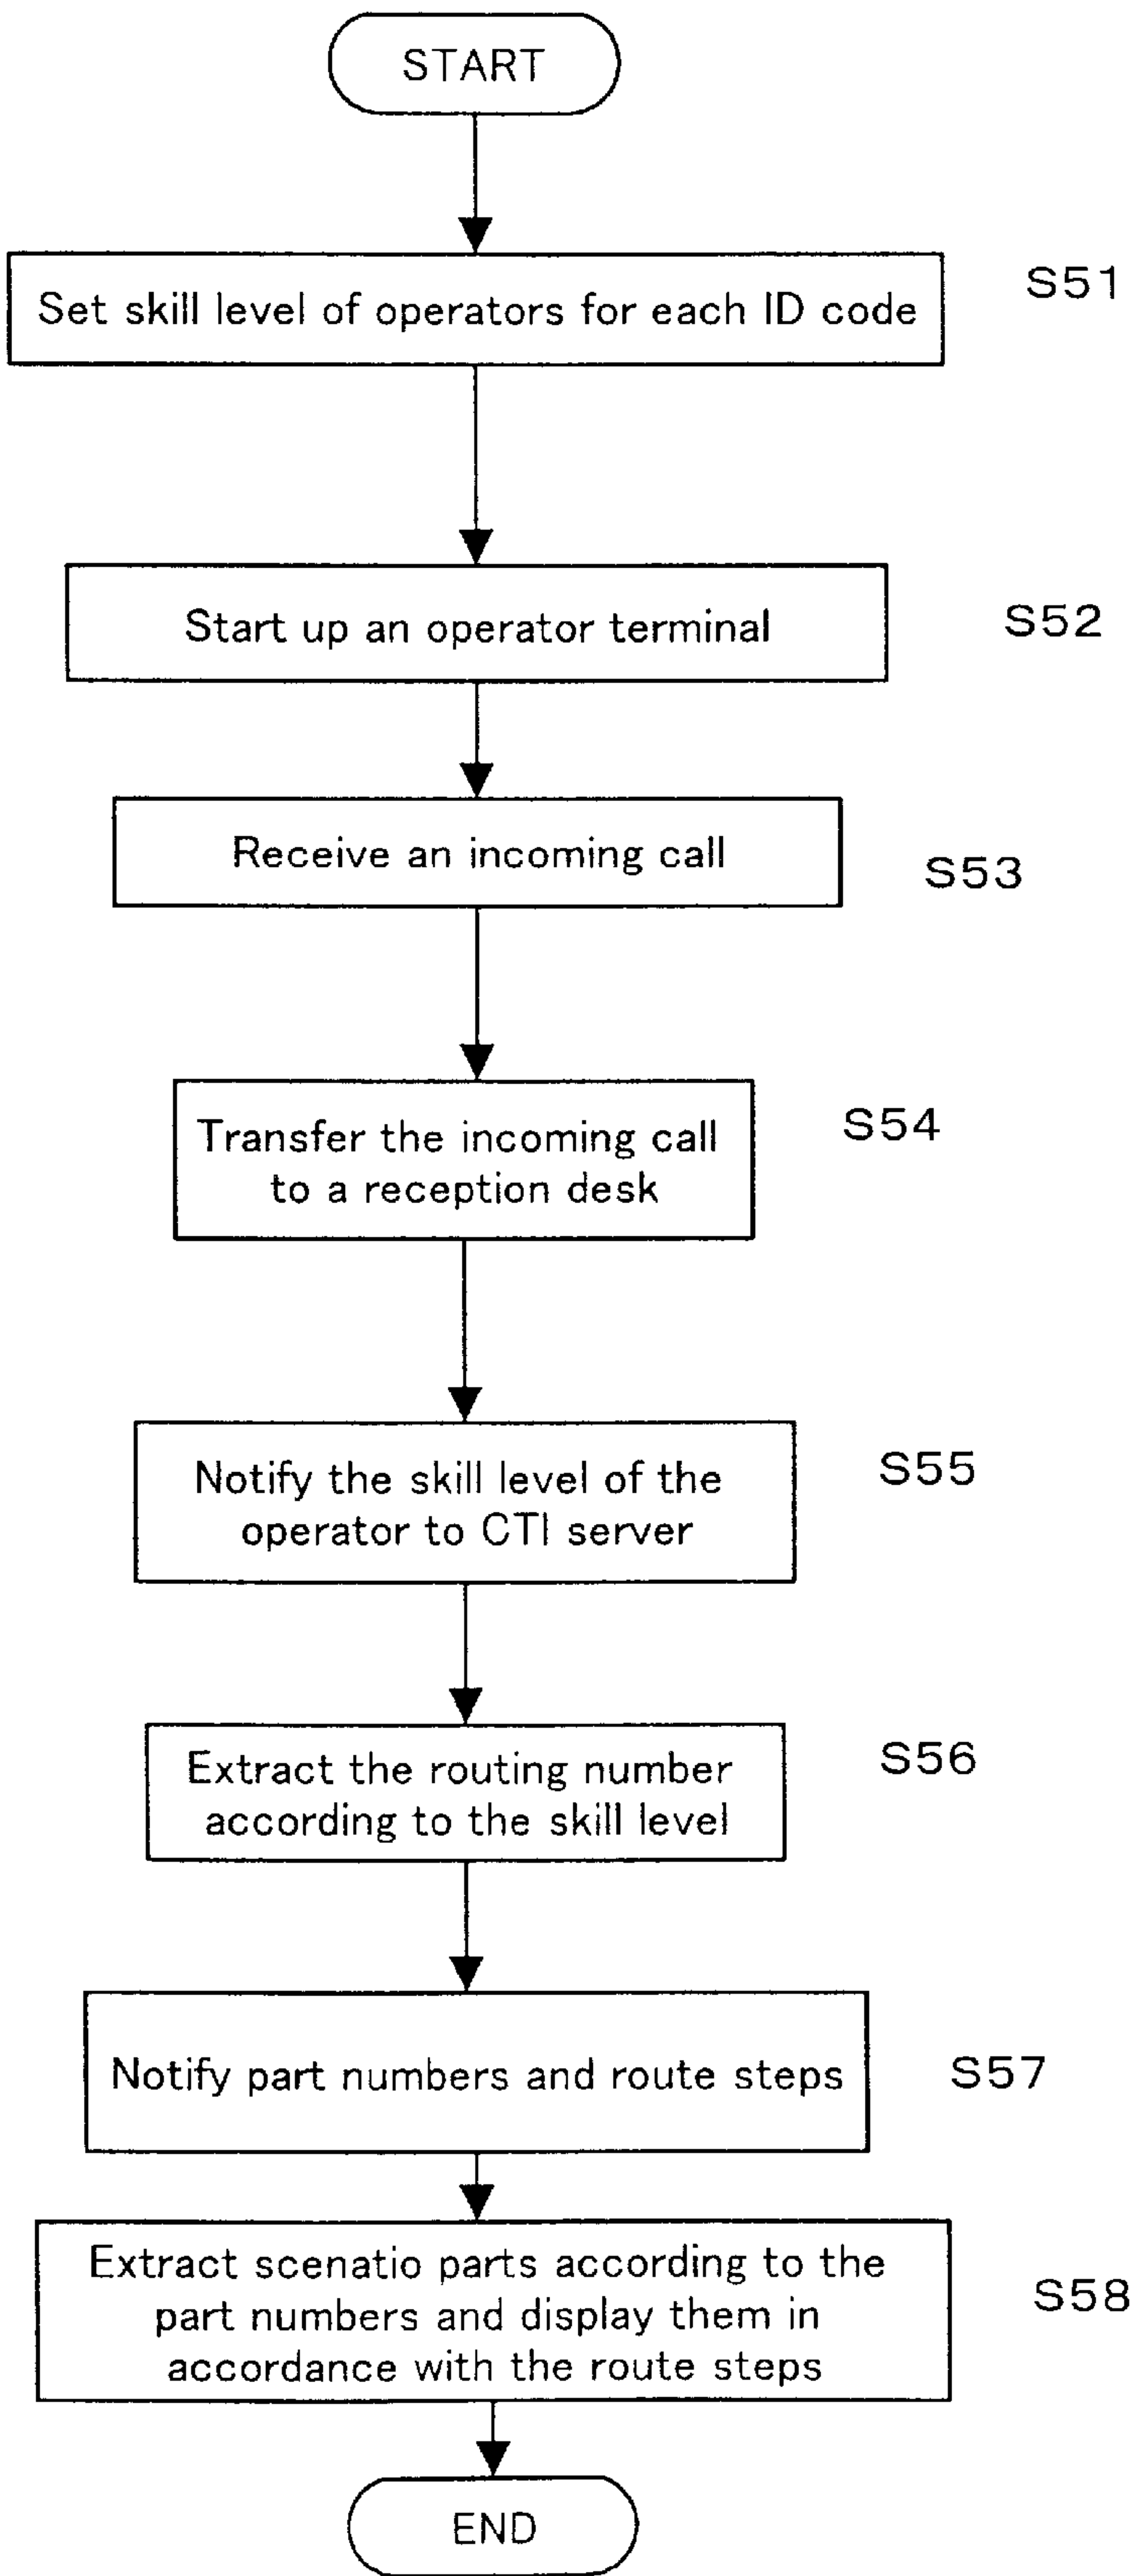 START
Set skill level of operators for each ID code
S51
Start up an operator terminal
S52
Receive an incoming call
S53
Transfer the incoming call
to a reception desk
S54
Notify the skill level of the
operator to CTI server
S55
Extract the routing number
according to the skill level
S56
Notify part numbers and route steps
S57
Extract scenatio parts according to the
part numbers and display them in
accordance with the route steps
S58
END